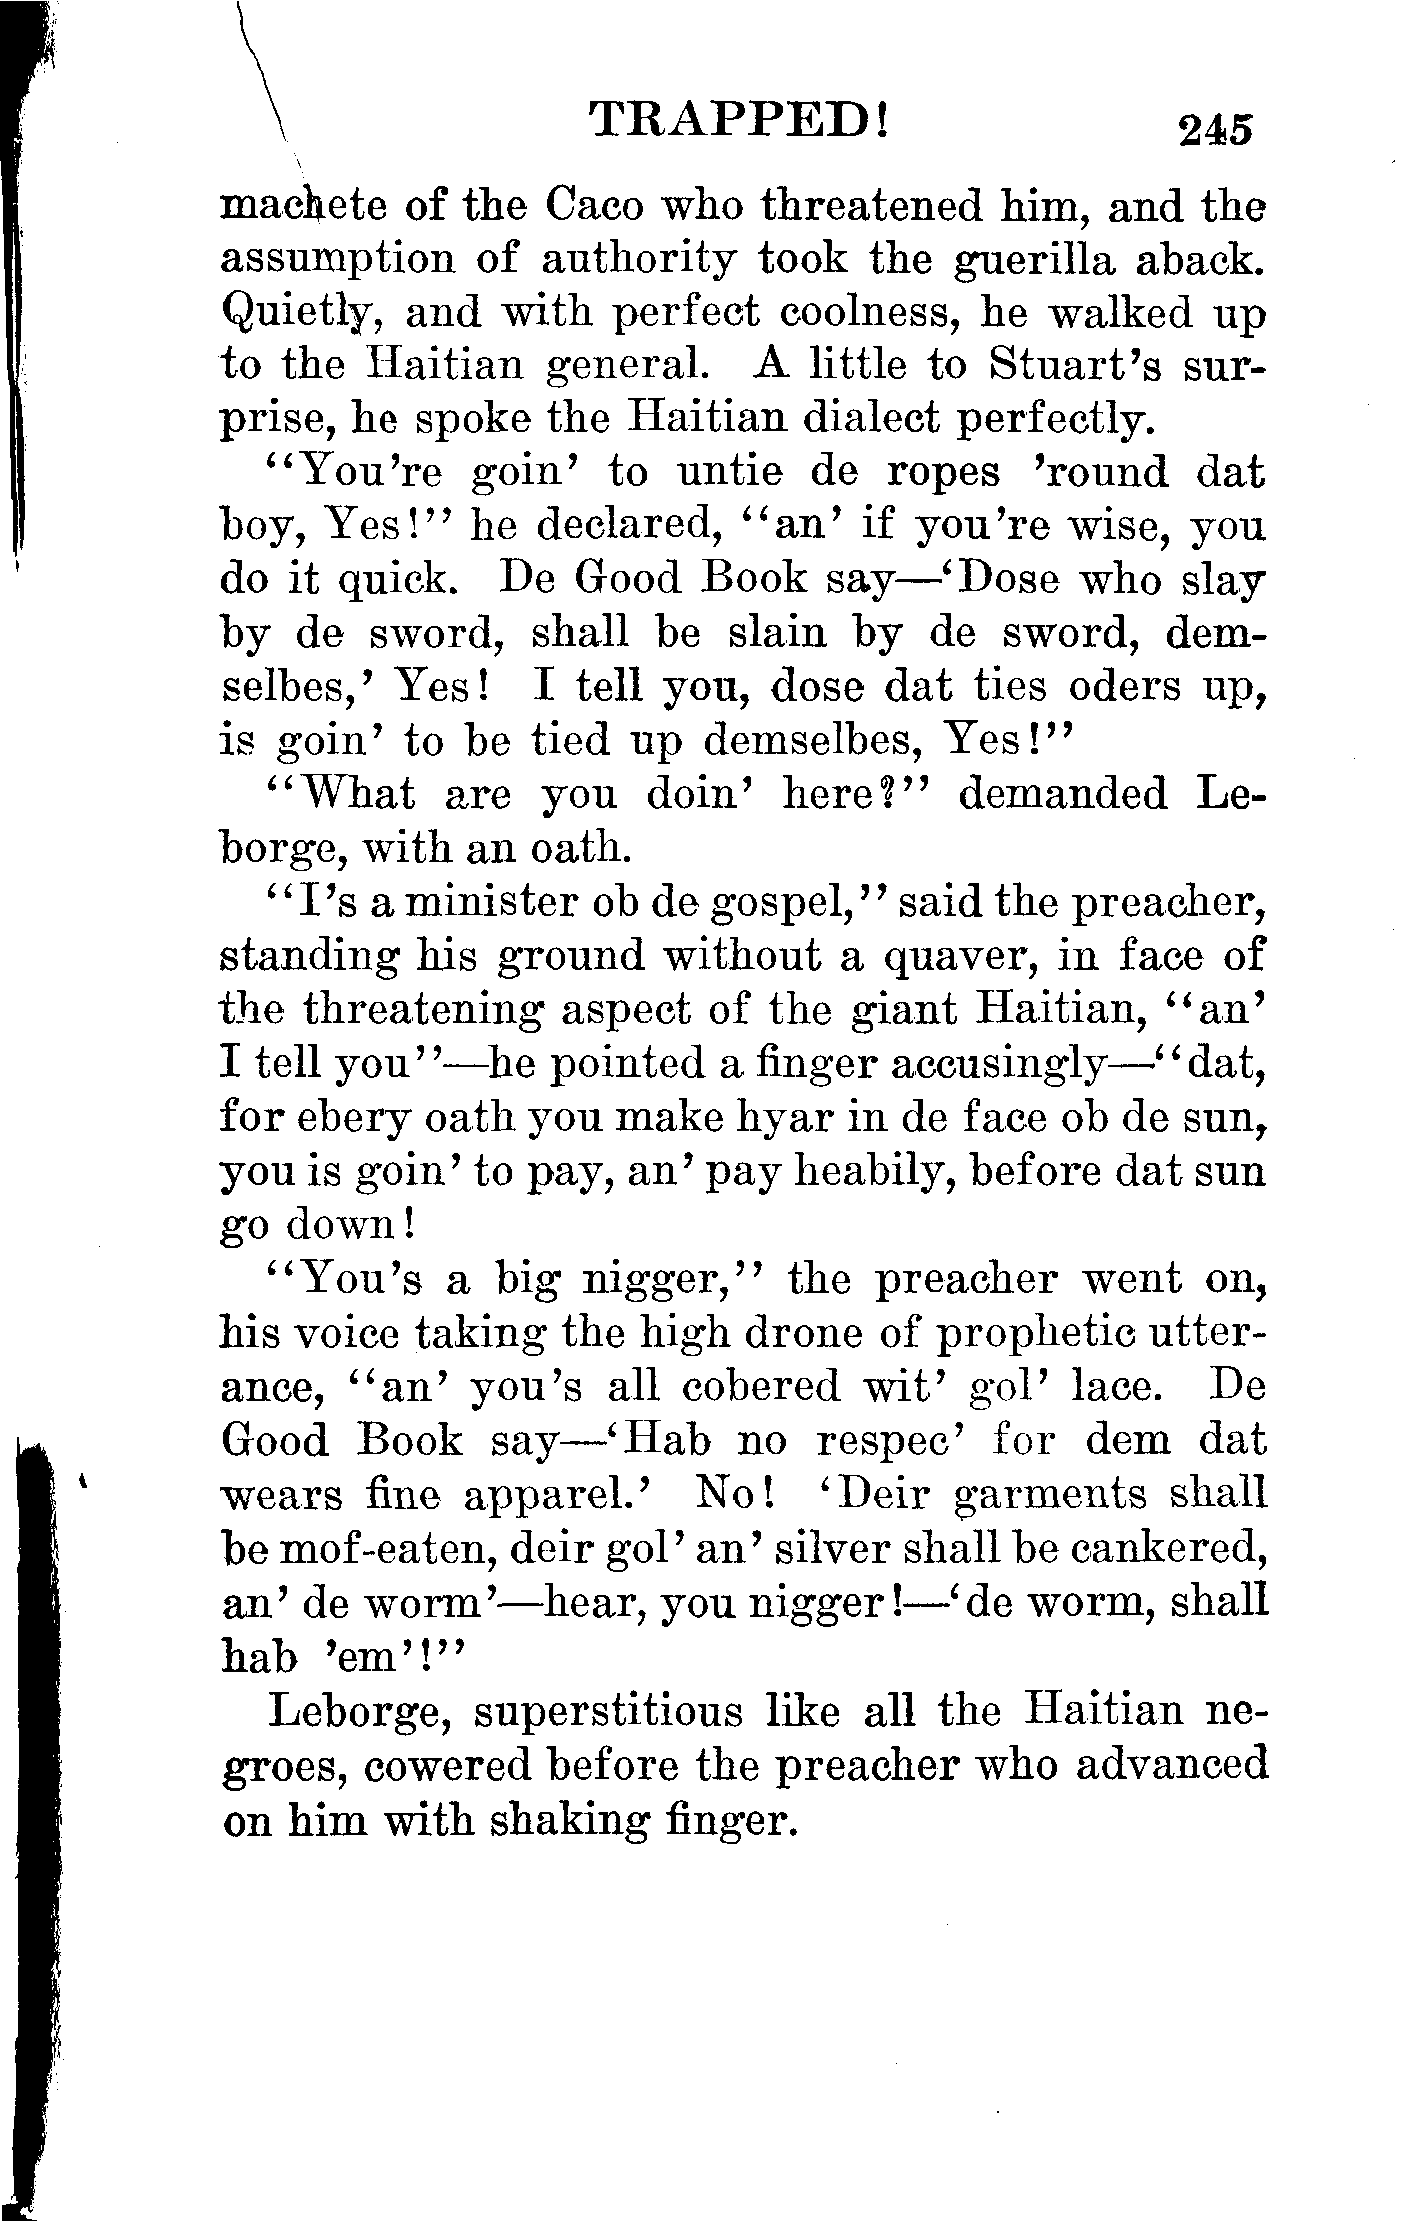 TRAPPED! 245
machete of the Caco who threatened him, and the
assumption of authority took the guerilla aback.
Quietly, and with perfect coolness, he walked up
to the Haitian general. A little to Stuart's sur-
prise, he spoke the Haitian dialect perfectly.
"You're goin' to untie de ropes 'round dat
boy, Yes!" he declared, "an' if you're wise, you
do it quick. De Good Book say—'Dose who slay
by de sword, shall be slain by de sword, dem-
selbes,' Yes! I tell you, dose dat ties oders up,
is goin' to be tied up demselbes, Yes!"
"What are you doin' here?" demanded Le-
borge, with an oath.
"I's a minister ob de gospel," said the preacher,
standing his ground without a quaver, in face of
the threatening aspect of the giant Haitian, "an'
I tell you"—he pointed a finger accusingly—"dat,
for ebery oath you make hyar in de face ob de sun,
you is goin' to pay, an' pay heabily, before dat sun
go down!
"You's a big nigger," the preacher went on,
his voice taking the high drone of prophetic utter-
ance, "an' you's all cobered wit' gol' lace. De
Good Book say—'Hab no respec' for dem dat
wears fine apparel.' No! 'Deir garments shall
be mof-eaten, deir gol' an' silver shall be cankered,
an' de worm'—hear, you nigger!—'de worm, shall
hab 'em'!"
Leborge, superstitious like all the Haitian ne-
groes, cowered before the preacher who advanced
on him with shaking finger.